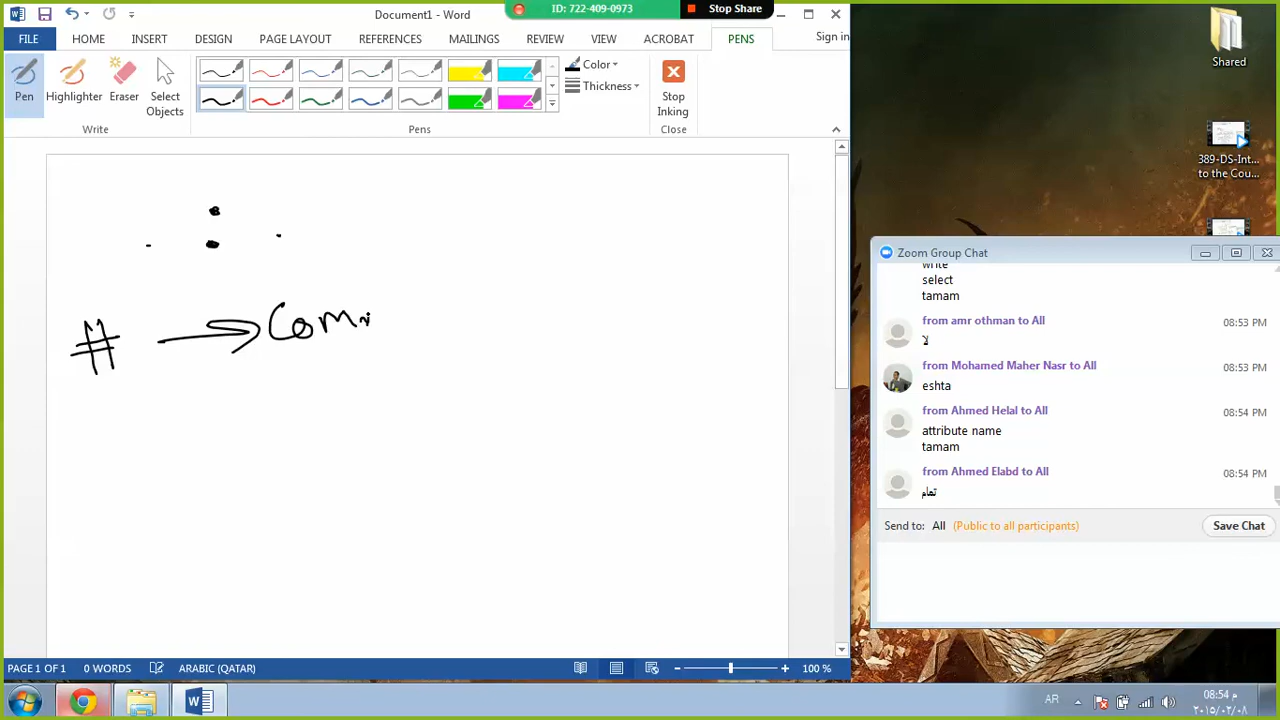 Document1 - Word
ID: 722-409-0973
Stop Share
FILE
HOME
INSERT
DESIGN
PAGE LAYOUT
REFERENCES
MAILINGS
REVIEW
VIEW
ACROBAT
PENS
Sign in
Pen
Highlighter
Eraser
Select Objects
Color
Thickness
Stop Inking
Write
Pens
Close
# → Com
Shared
389-DS-Int...
to the Cou...
Zoom Group Chat
write
select
tamam
from amr othman to All 08:53 PM
لا
from Mohamed Maher Nasr to All 08:53 PM
eshta
from Ahmed Helal to All 08:54 PM
attribute name
tamam
from Ahmed Elabd to All 08:54 PM
تمام
Send to: All (Public to all participants)
Save Chat
PAGE 1 OF 1
0 WORDS
ARABIC (QATAR)
100 %
AR
08:54 م
٢٠١٥/٠٢/٠٨